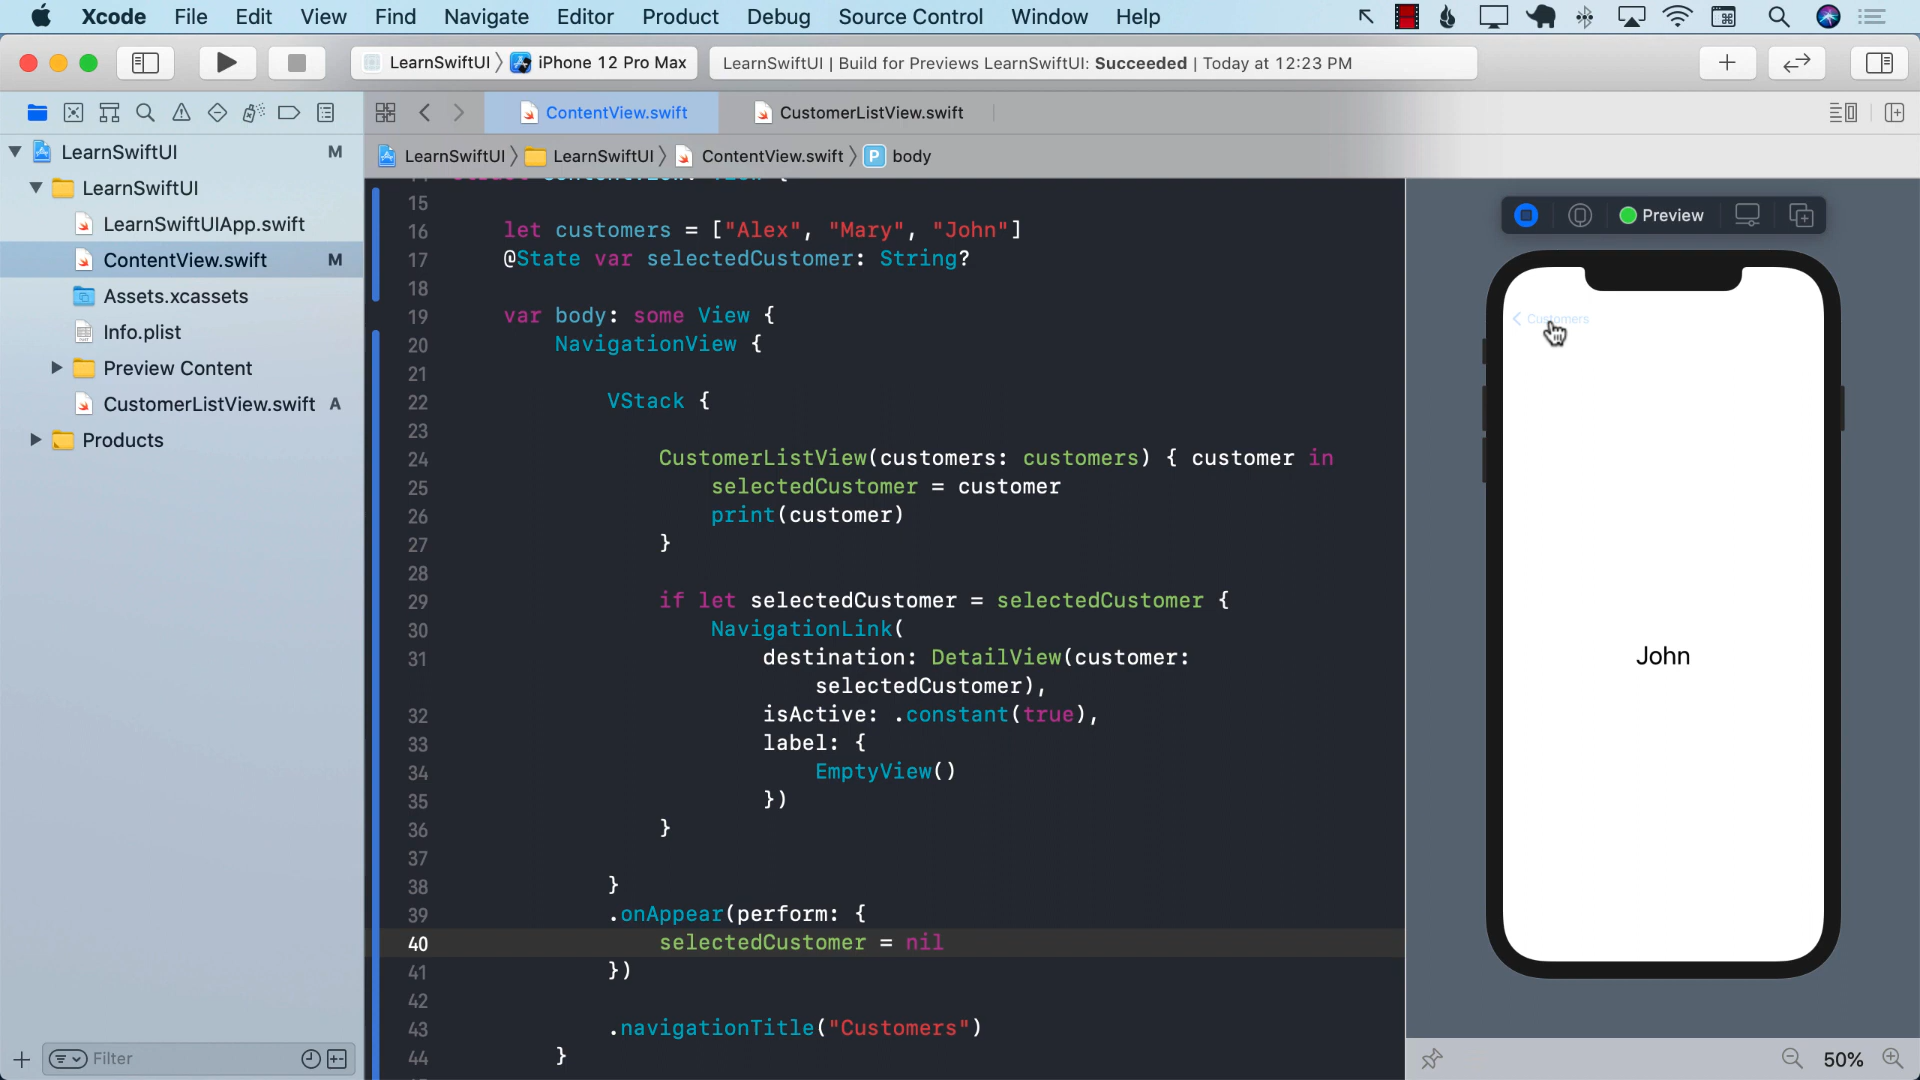 Xcode File Edit View Find Navigate Editor Product Debug Source Control Window Help
LearnSwiftUI iPhone 12 Pro Max
LearnSwiftUI | Build for Previews LearnSwiftUI: Succeeded | Today at 12:23 PM
ContentView.swift
CustomerListView.swift
LearnSwiftUI LearnSwiftUI ContentView.swift P body
LearnSwiftUI M
LearnSwiftUI
LearnSwiftUIApp.swift
ContentView.swift M
Assets.xcassets
Info.plist
Preview Content
CustomerListView.swift A
Products
Filter
15
16 let customers = ["Alex", "Mary", "John"]
17 @State var selectedCustomer: String?
18
19 var body: some View {
20 NavigationView {
21
22 VStack {
23
24 CustomerListView(customers: customers) { customer in
25 selectedCustomer = customer
26 print(customer)
27 }
28
29 if let selectedCustomer = selectedCustomer {
30 NavigationLink(
31 destination: DetailView(customer:
selectedCustomer),
32 isActive: .constant(true),
33 label: {
34 EmptyView()
35 })
36 }
37
38 }
39 .onAppear(perform: {
40 selectedCustomer = nil
41 })
42
43 .navigationTitle("Customers")
44 }
Preview
Customers
John
50%